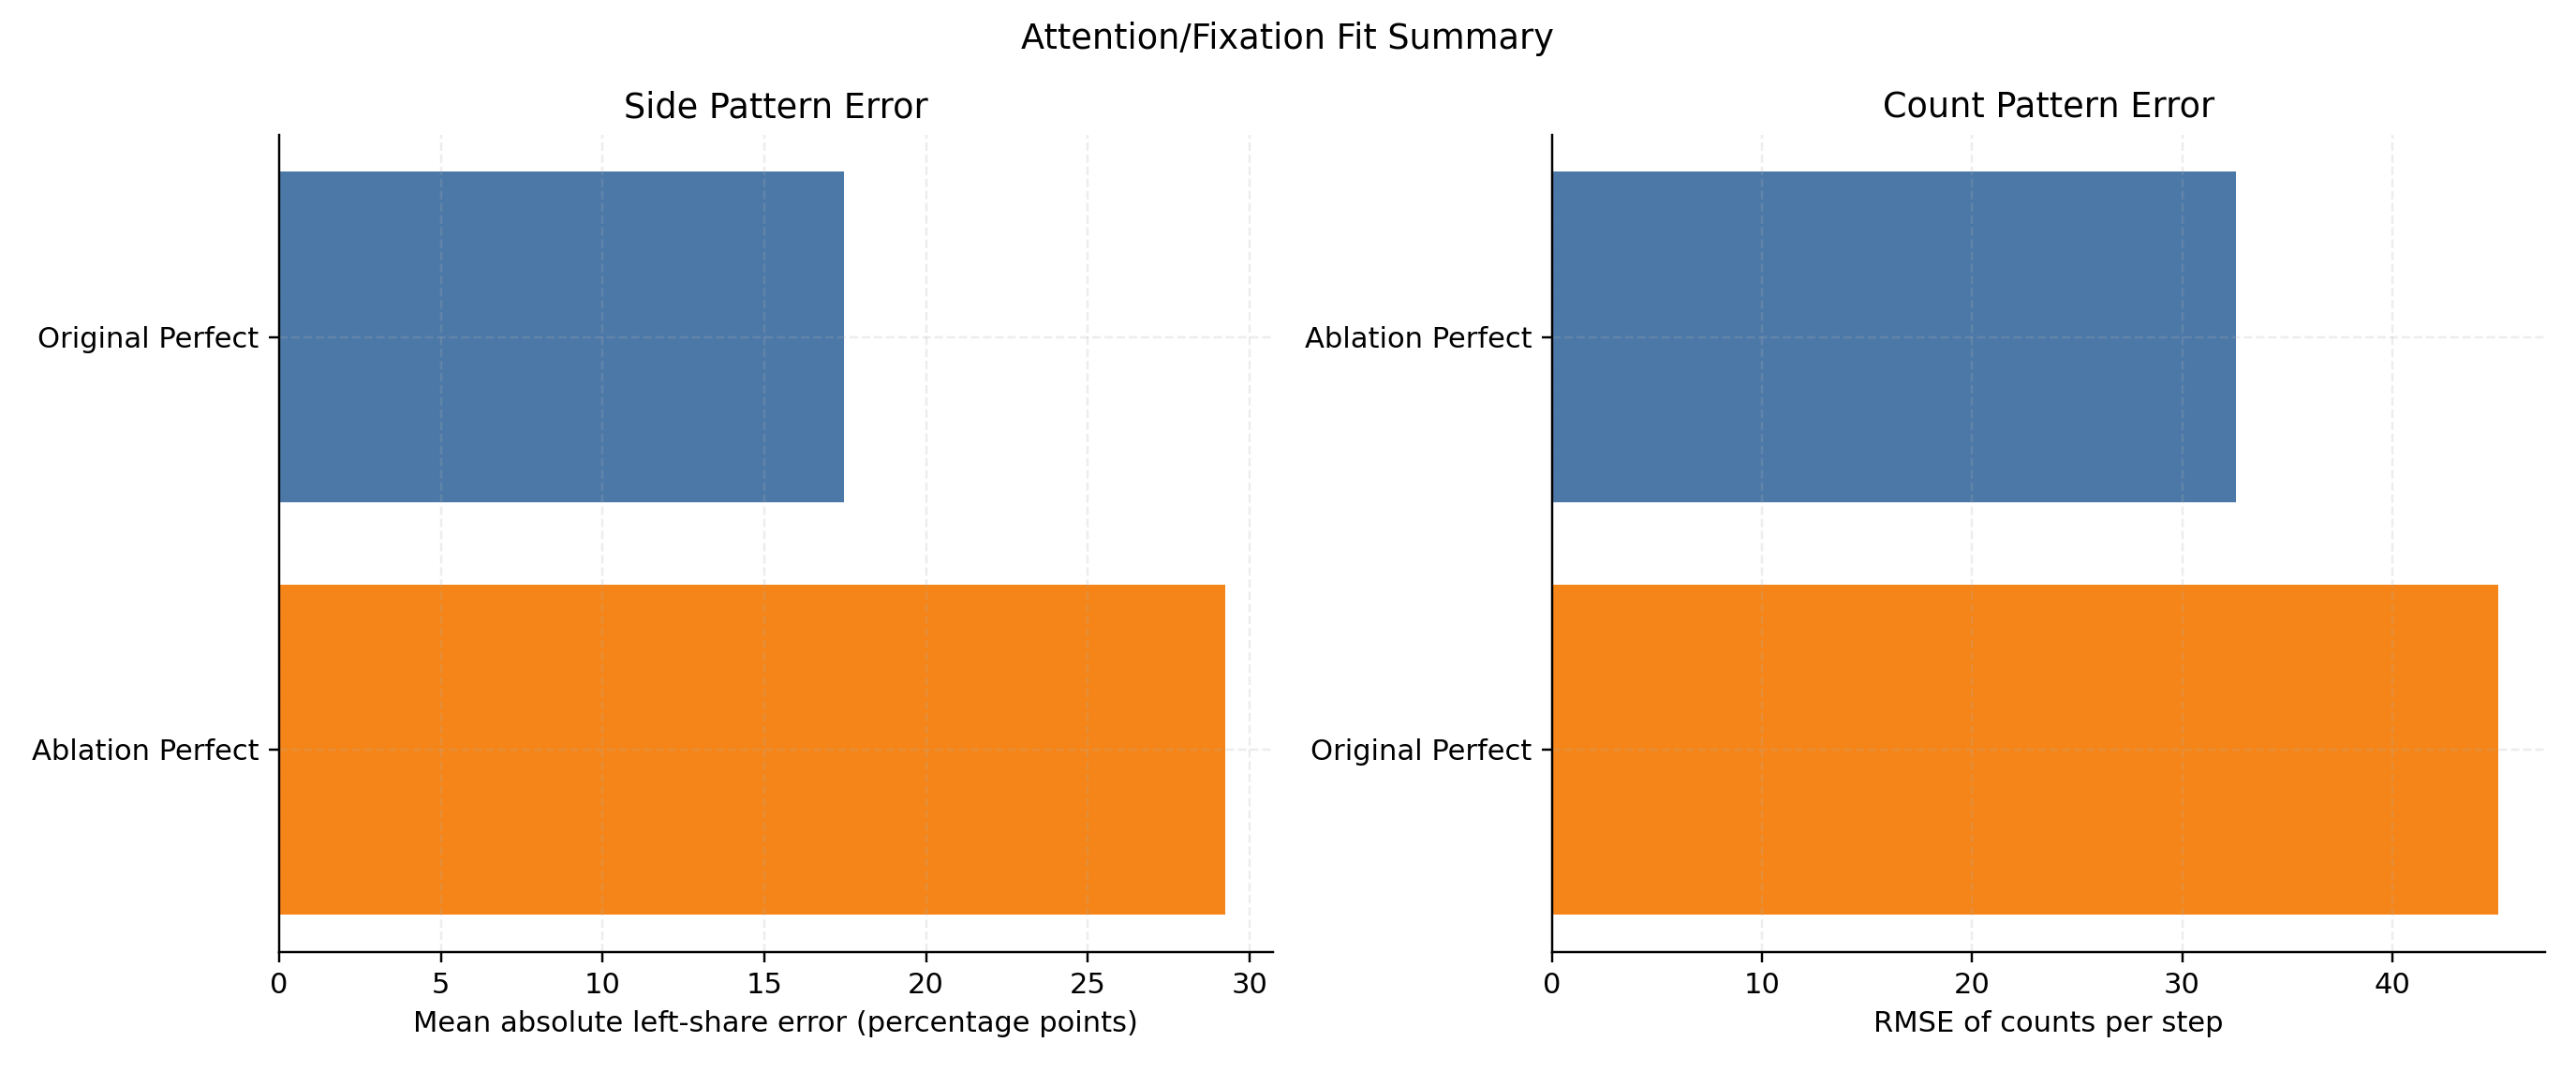 Attention/Fixation Fit Summary
Side Pattern Error
Original Perfect
Ablation Perfect
0 5 10 15 20 25 30
Mean absolute left-share error (percentage points)
Count Pattern Error
Ablation Perfect
Original Perfect
0 10 20 30 40
RMSE of counts per step